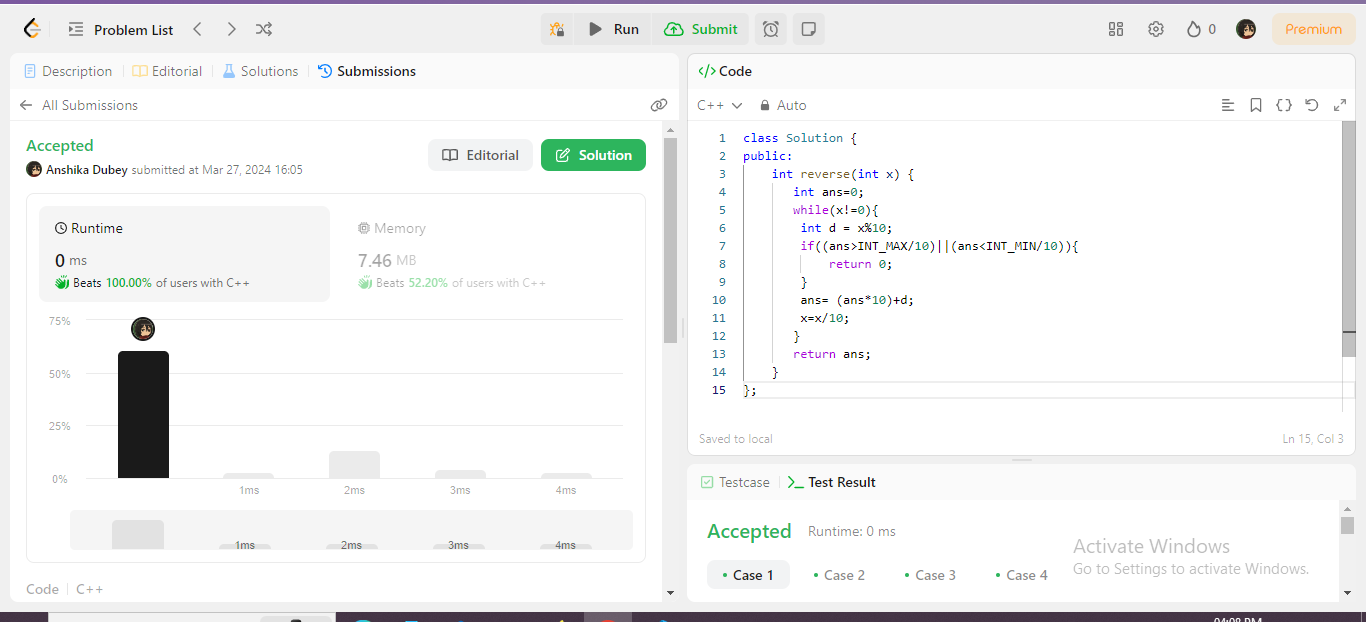 Problem List
Run
Submit
0
Premium
Description
Editorial
Solutions
Submissions
All Submissions
Accepted
Anshika Dubey submitted at Mar 27, 2024 16:05
Editorial
Solution
Runtime
0 ms
Beats 100.00% of users with C++
Memory
7.46 MB
Beats 52.20% of users with C++
75%
50%
25%
0%
1ms
2ms
3ms
4ms
1ms
2ms
3ms
4ms
Code
C++
</> Code
C++
Auto
1 class Solution {
2 public:
3 int reverse(int x) {
4 int ans=0;
5 while(x!=0){
6 int d = x%10;
7 if((ans>INT_MAX/10)||(ans<INT_MIN/10)){
8 return 0;
9 }
10 ans= (ans*10)+d;
11 x=x/10;
12 }
13 return ans;
14 }
15 };
Saved to local
Ln 15, Col 3
Testcase
Test Result
Accepted
Runtime: 0 ms
Case 1
Case 2
Case 3
Case 4
Activate Windows
Go to Settings to activate Windows.
04:08 PM